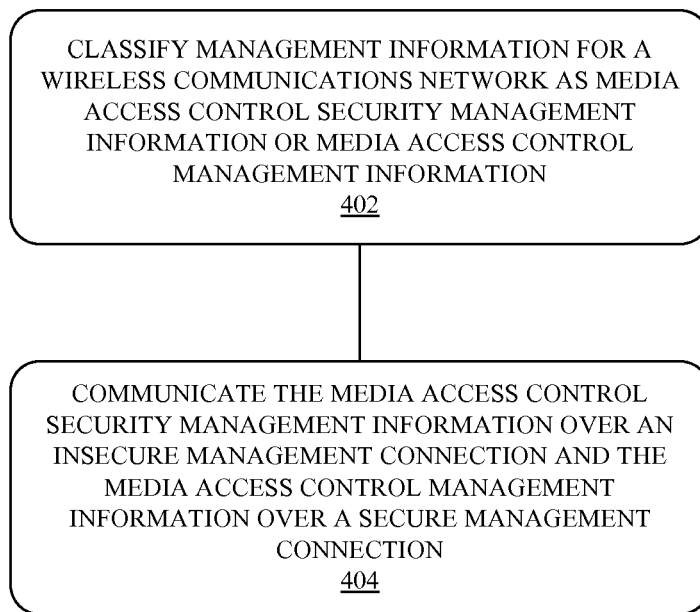 CLASSIFY MANAGEMENT INFORMATION FOR A
WIRELESS COMMUNICATIONS NETWORK AS MEDIA
ACCESS CONTROL SECURITY MANAGEMENT
INFORMATION OR MEDIA ACCESS CONTROL
MANAGEMENT INFORMATION
402
COMMUNICATE THE MEDIA ACCESS CONTROL
SECURITY MANAGEMENT INFORMATION OVER AN
INSECURE MANAGEMENT CONNECTION AND THE
MEDIA ACCESS CONTROL MANAGEMENT
INFORMATION OVER A SECURE MANAGEMENT
CONNECTION
404